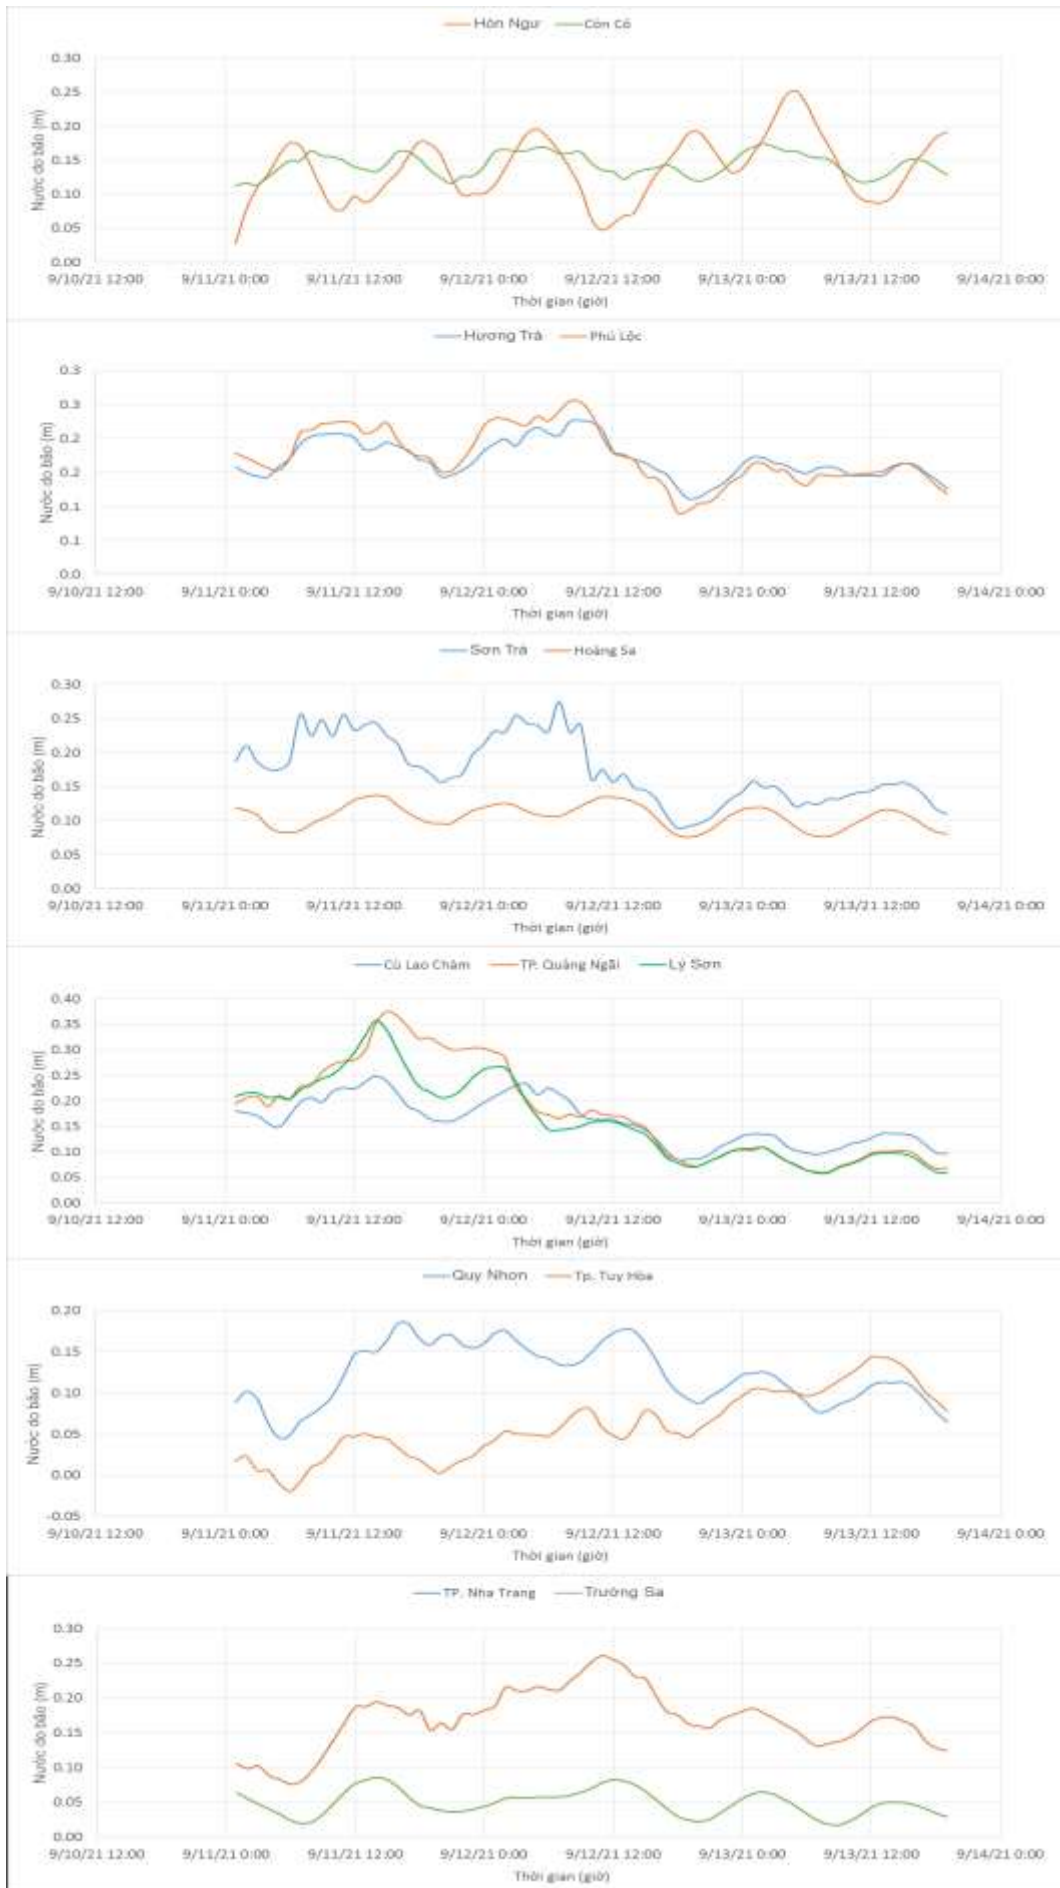 Hòn Ngư Cồn Cỏ
Nước do bão (m)
0.30
0.25
0.20
0.15
0.10
0.05
0.00
9/10/21 12:00 9/11/21 0:00 9/11/21 12:00 9/12/21 0:00 9/12/21 12:00 9/13/21 0:00 9/13/21 12:00 9/14/21 0:00
Thời gian (giờ)
Hương Trà Phú Lộc
Nước do bão (m)
0.3
0.3
0.2
0.2
0.1
0.1
0.0
9/10/21 12:00 9/11/21 0:00 9/11/21 12:00 9/12/21 0:00 9/12/21 12:00 9/13/21 0:00 9/13/21 12:00 9/14/21 0:00
Thời gian (giờ)
Sơn Trà Hoàng Sa
Nước do bão (m)
0.30
0.25
0.20
0.15
0.10
0.05
0.00
9/10/21 12:00 9/11/21 0:00 9/11/21 12:00 9/12/21 0:00 9/12/21 12:00 9/13/21 0:00 9/13/21 12:00 9/14/21 0:00
Thời gian (giờ)
Cù Lao Chàm TP. Quảng Ngãi Lý Sơn
Nước do bão (m)
0.40
0.35
0.30
0.25
0.20
0.15
0.10
0.05
0.00
9/10/21 12:00 9/11/21 0:00 9/11/21 12:00 9/12/21 0:00 9/12/21 12:00 9/13/21 0:00 9/13/21 12:00 9/14/21 0:00
Thời gian (giờ)
Quy Nhơn Tp. Tuy Hòa
Nước do bão (m)
0.20
0.15
0.10
0.05
0.00
-0.05
9/10/21 12:00 9/11/21 0:00 9/11/21 12:00 9/12/21 0:00 9/12/21 12:00 9/13/21 0:00 9/13/21 12:00 9/14/21 0:00
Thời gian (giờ)
TP. Nha Trang Trường Sa
Nước do bão (m)
0.30
0.25
0.20
0.15
0.10
0.05
0.00
9/10/21 12:00 9/11/21 0:00 9/11/21 12:00 9/12/21 0:00 9/12/21 12:00 9/13/21 0:00 9/13/21 12:00 9/14/21 0:00
Thời gian (giờ)